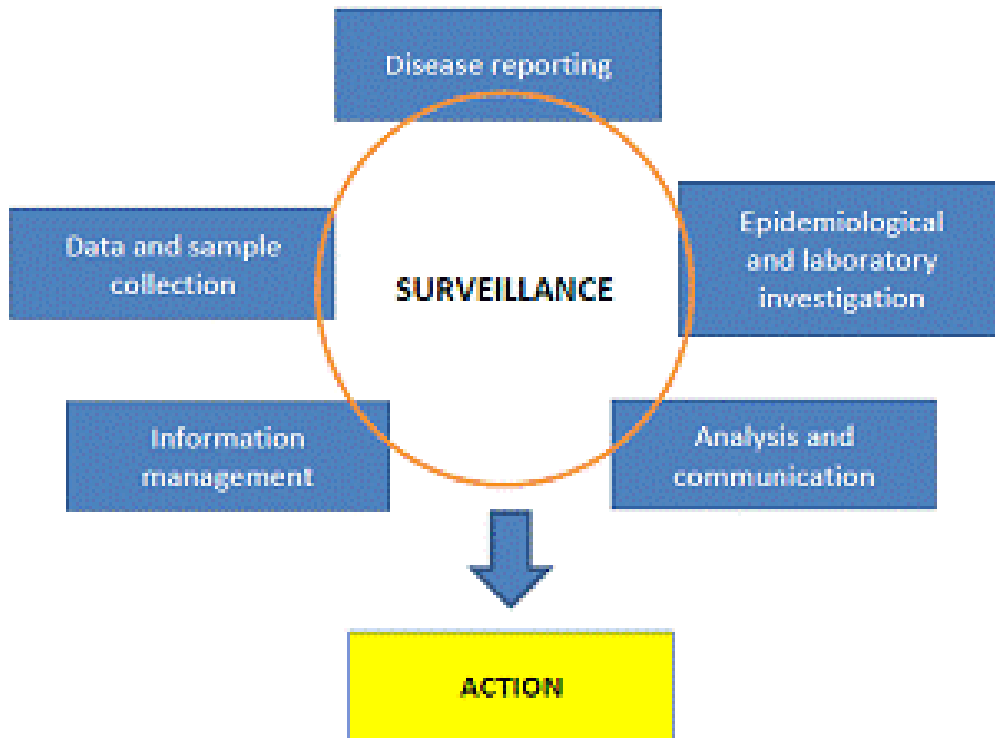 Disease reporting
Data and sample
collection
SURVEILLANCE
Epidemiological
and laboratory
investigation
Information
management
Analysis and
communication
ACTION